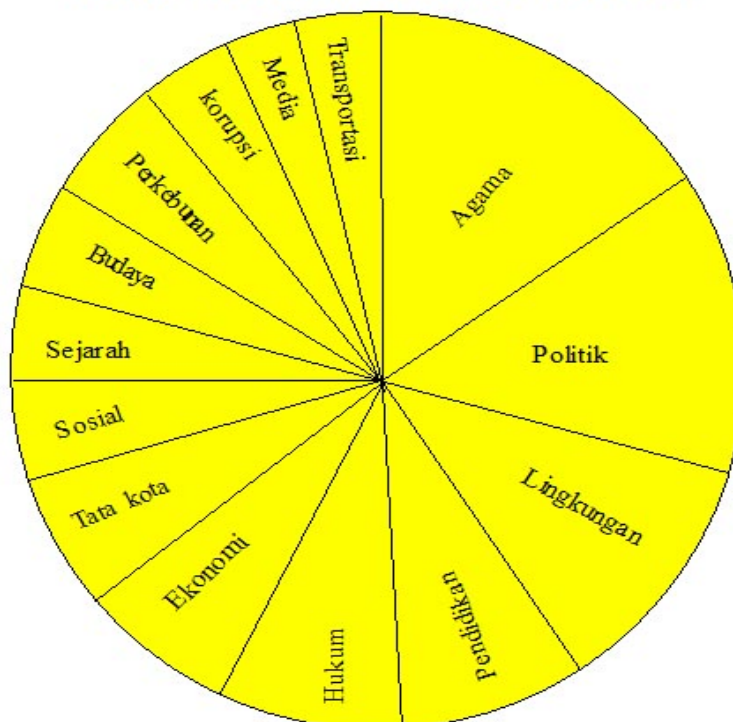 Transportasi
Media
korupsi
Perkebunan
Budaya
Sejarah
Sosial
Tata kota
Ekonomi
Hukum
Pendidikan
Lingkungan
Politik
Agama